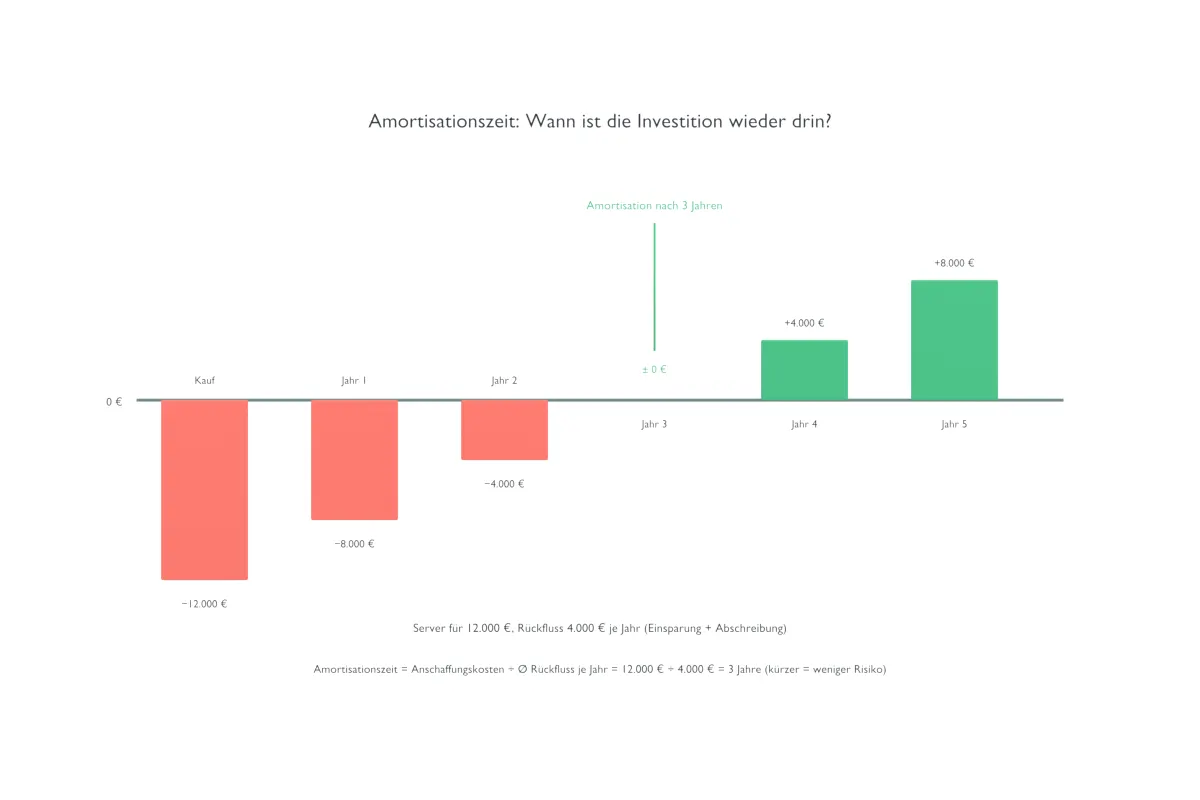 Amortisationszeit: Wann ist die Investition wieder drin?
Amortisation nach 3 Jahren
+8.000 €
+4.000 €
± 0 €
Kauf
Jahr 1
Jahr 2
0 €
Jahr 3
Jahr 4
Jahr 5
−4.000 €
−8.000 €
−12.000 €
Server für 12.000 €, Rückfluss 4.000 € je Jahr (Einsparung + Abschreibung)
Amortisationszeit = Anschaffungskosten ÷ ∅ Rückfluss je Jahr = 12.000 € ÷ 4.000 € = 3 Jahre (kürzer = weniger Risiko)